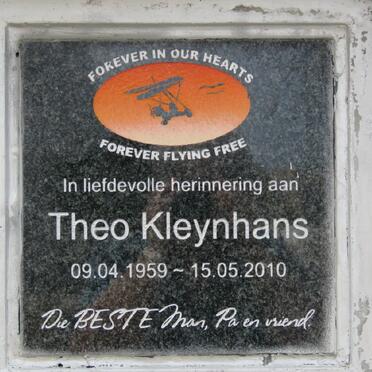 FOREVER IN OUR HEARTS
FOREVER FLYING FREE
In liefdevolle herinnering aan
Theo Kleynhans
09.04.1959 ~ 15.05.2010
Die BESTE Man, Pa en vriend.